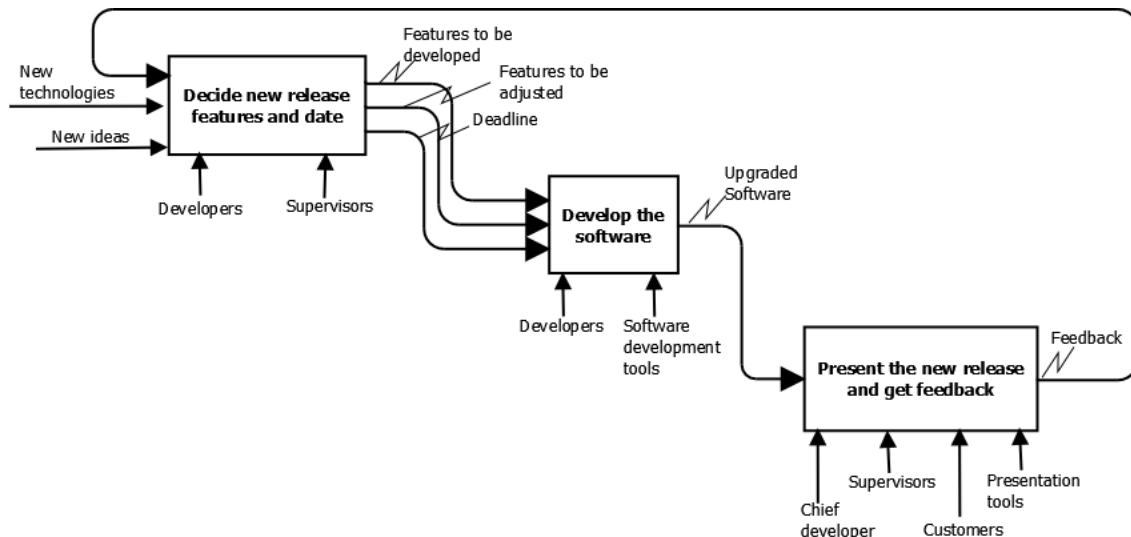 Features to be
developed
New
technologies
Decide new release
features and date
Features to be
adjusted
Deadline
New ideas
Developers
Supervisors
Upgraded
Software
Develop the
software
Developers
Software
development
tools
Feedback
Present the new release
and get feedback
Chief
developer
Supervisors
Customers
Presentation
tools